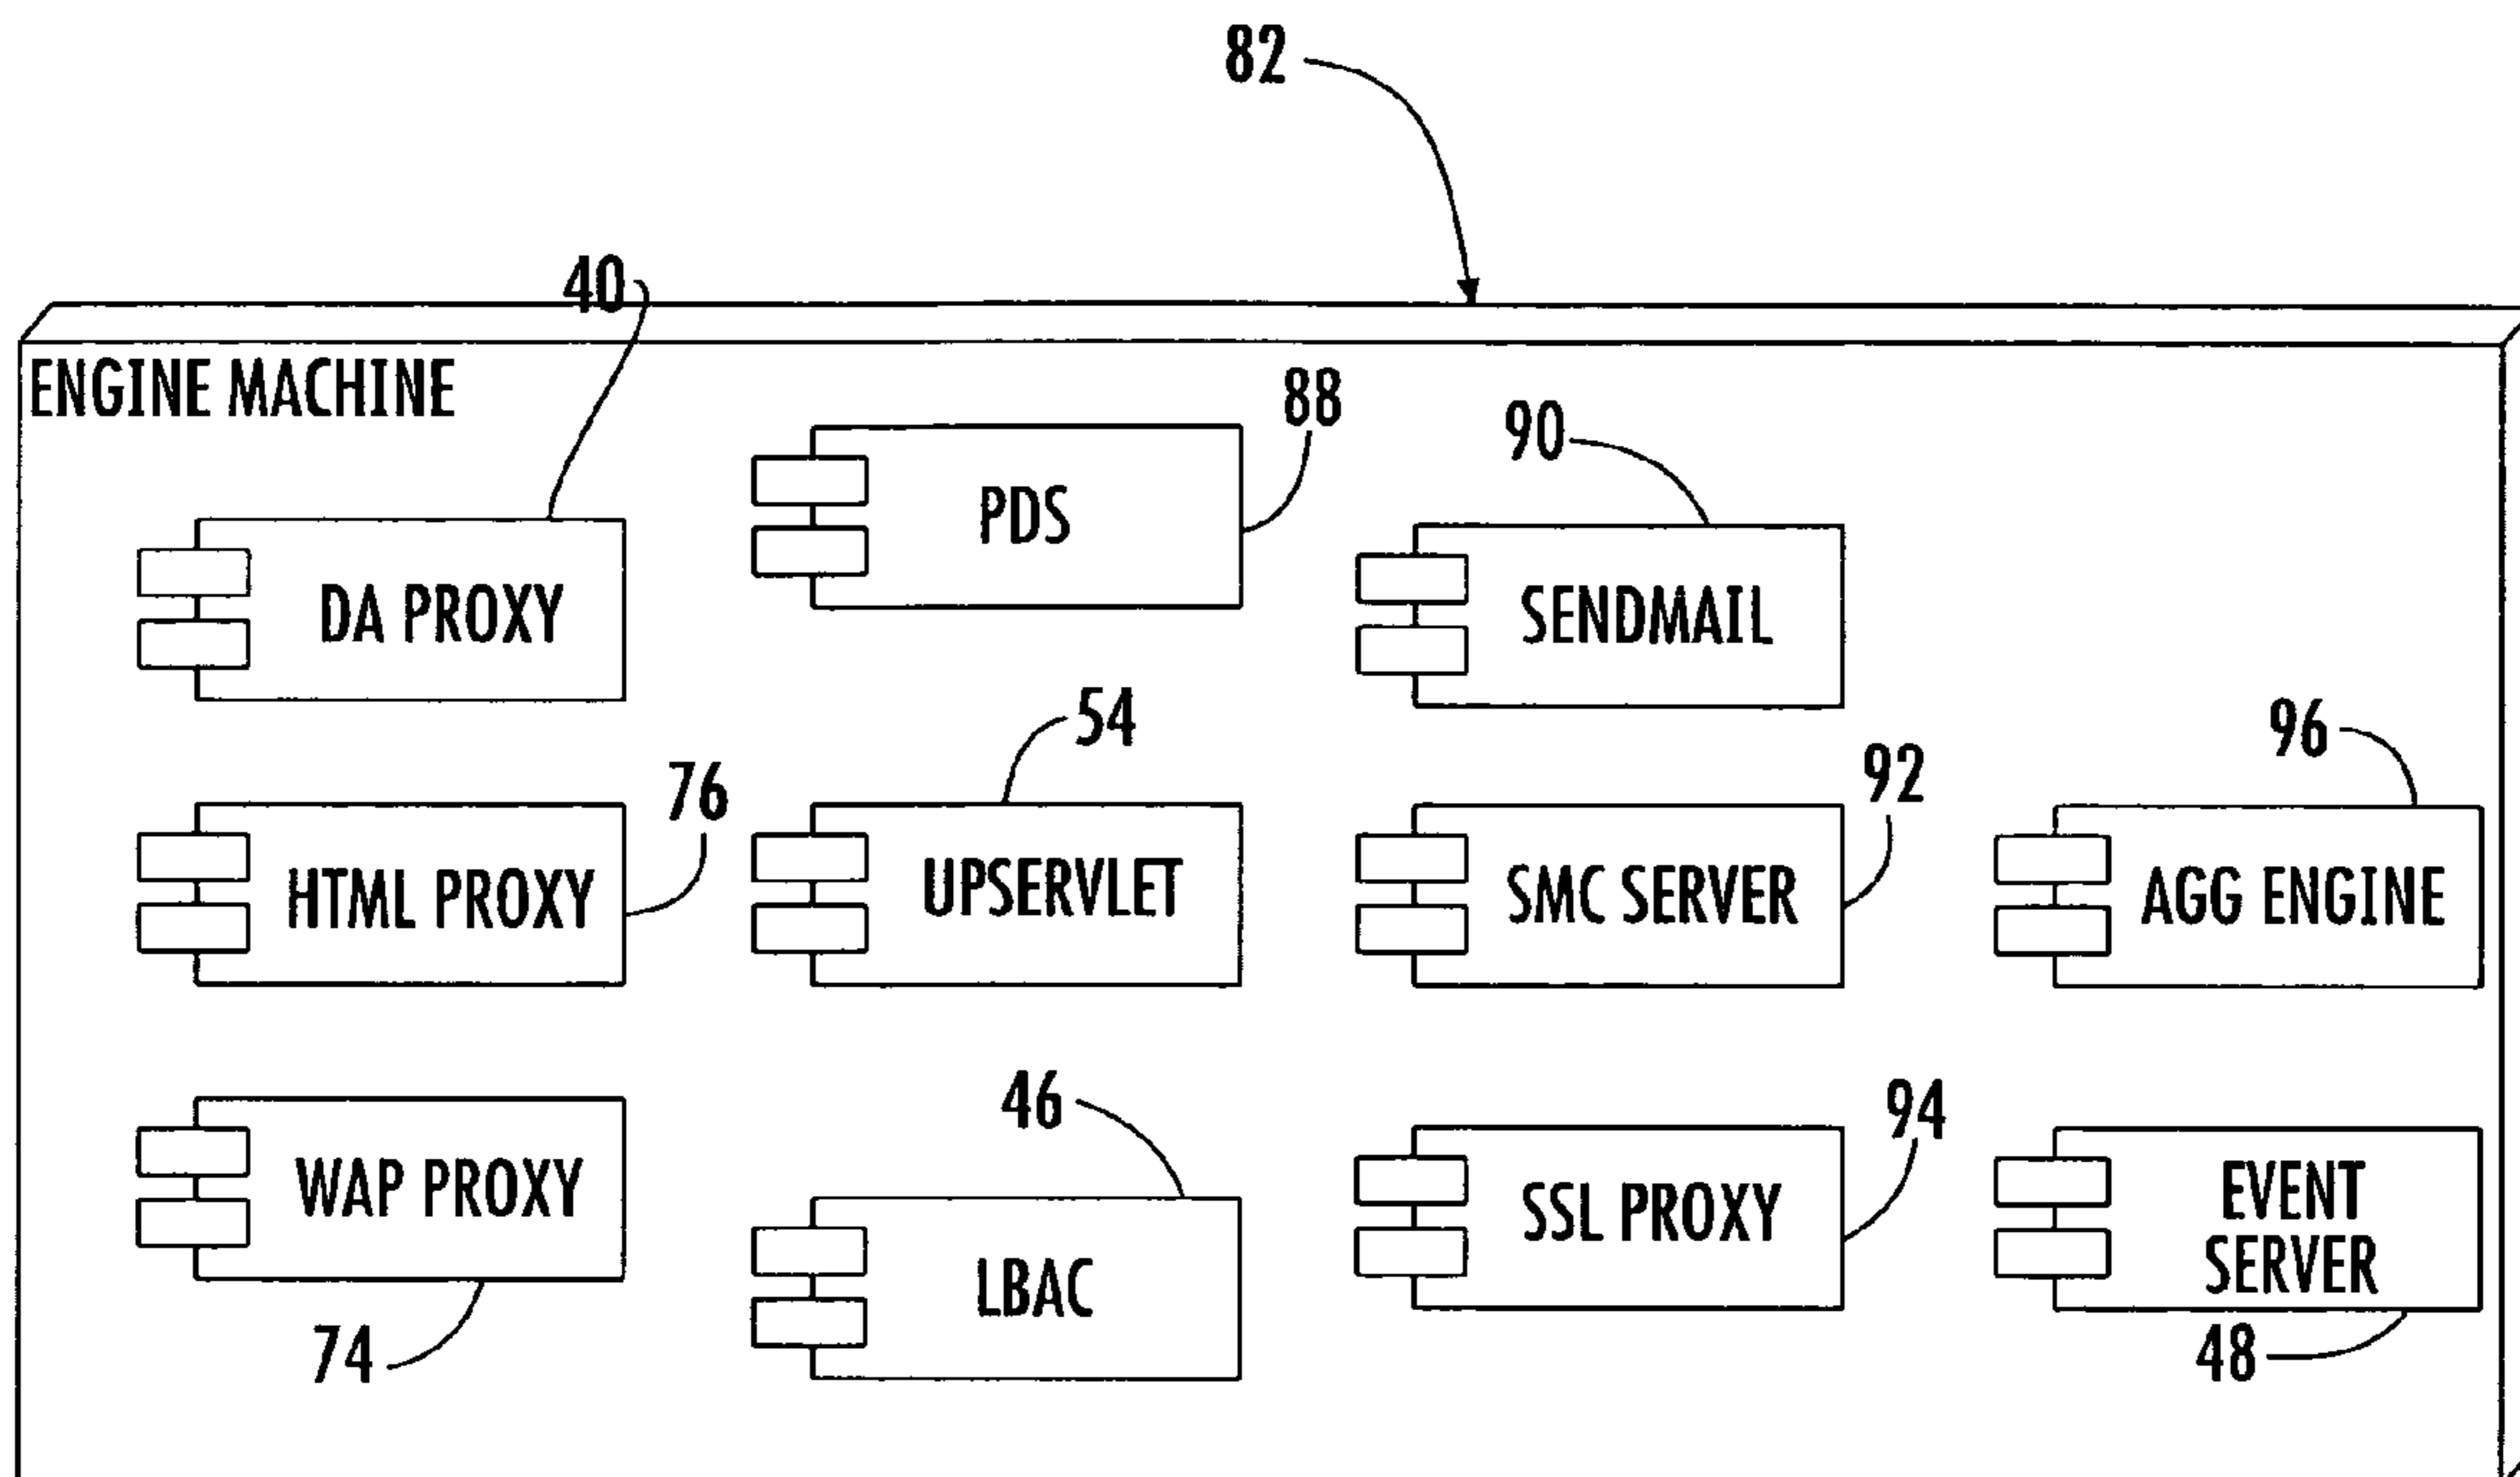 82
40
ENGINE MACHINE
88
90
PDS
DA PROXY
SENDMAIL
54
96
76
92
HTML PROXY
UPSERVLET
SMC SERVER
AGG ENGINE
46
94
WAP PROXY
SSL PROXY
EVENT
SERVER
LBAC
74
48